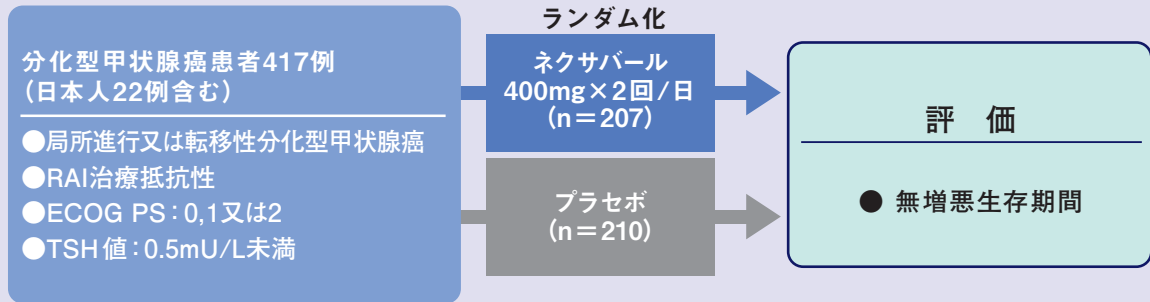 分化型甲状腺癌患者417例
(日本人22例含む)
●局所進行又は転移性分化型甲状腺癌
●RAI治療抵抗性
●ECOG PS:0,1又は2
●TSH値:0.5mU/L未満
ランダム化
ネクサバール
400mg×2回/日
(n=207)
プラセボ
(n=210)
評 価
● 無増悪生存期間